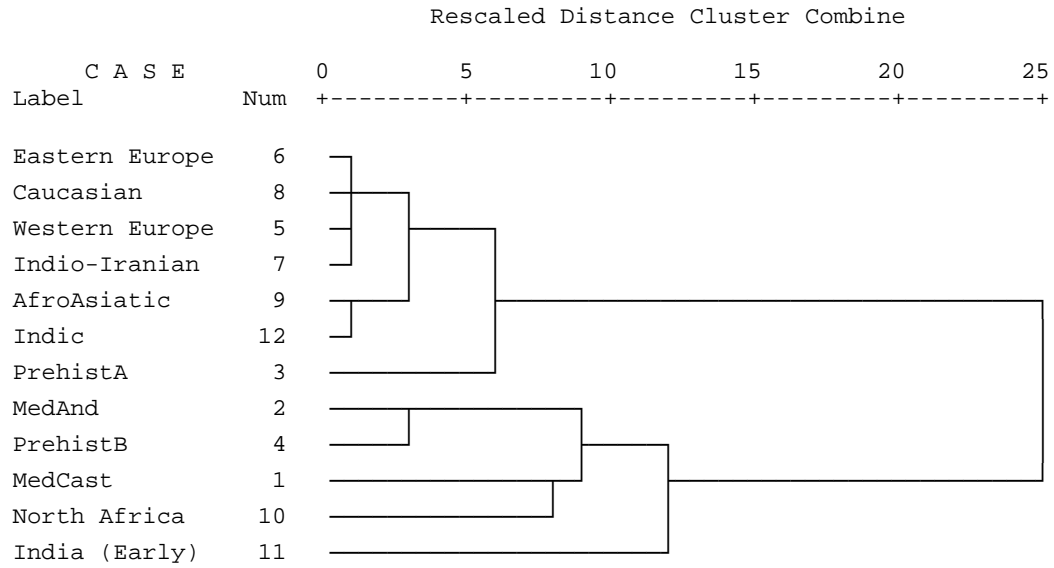 Rescaled Distance Cluster Combine
C A S E 0 5 10 15 20 25
Label Num +---------+---------+---------+---------+---------+
Eastern Europe 6
Caucasian 8
Western Europe 5
Indio-Iranian 7
AfroAsiatic 9
Indic 12
PrehistA 3
MedAnd 2
PrehistB 4
MedCast 1
North Africa 10
India (Early) 11